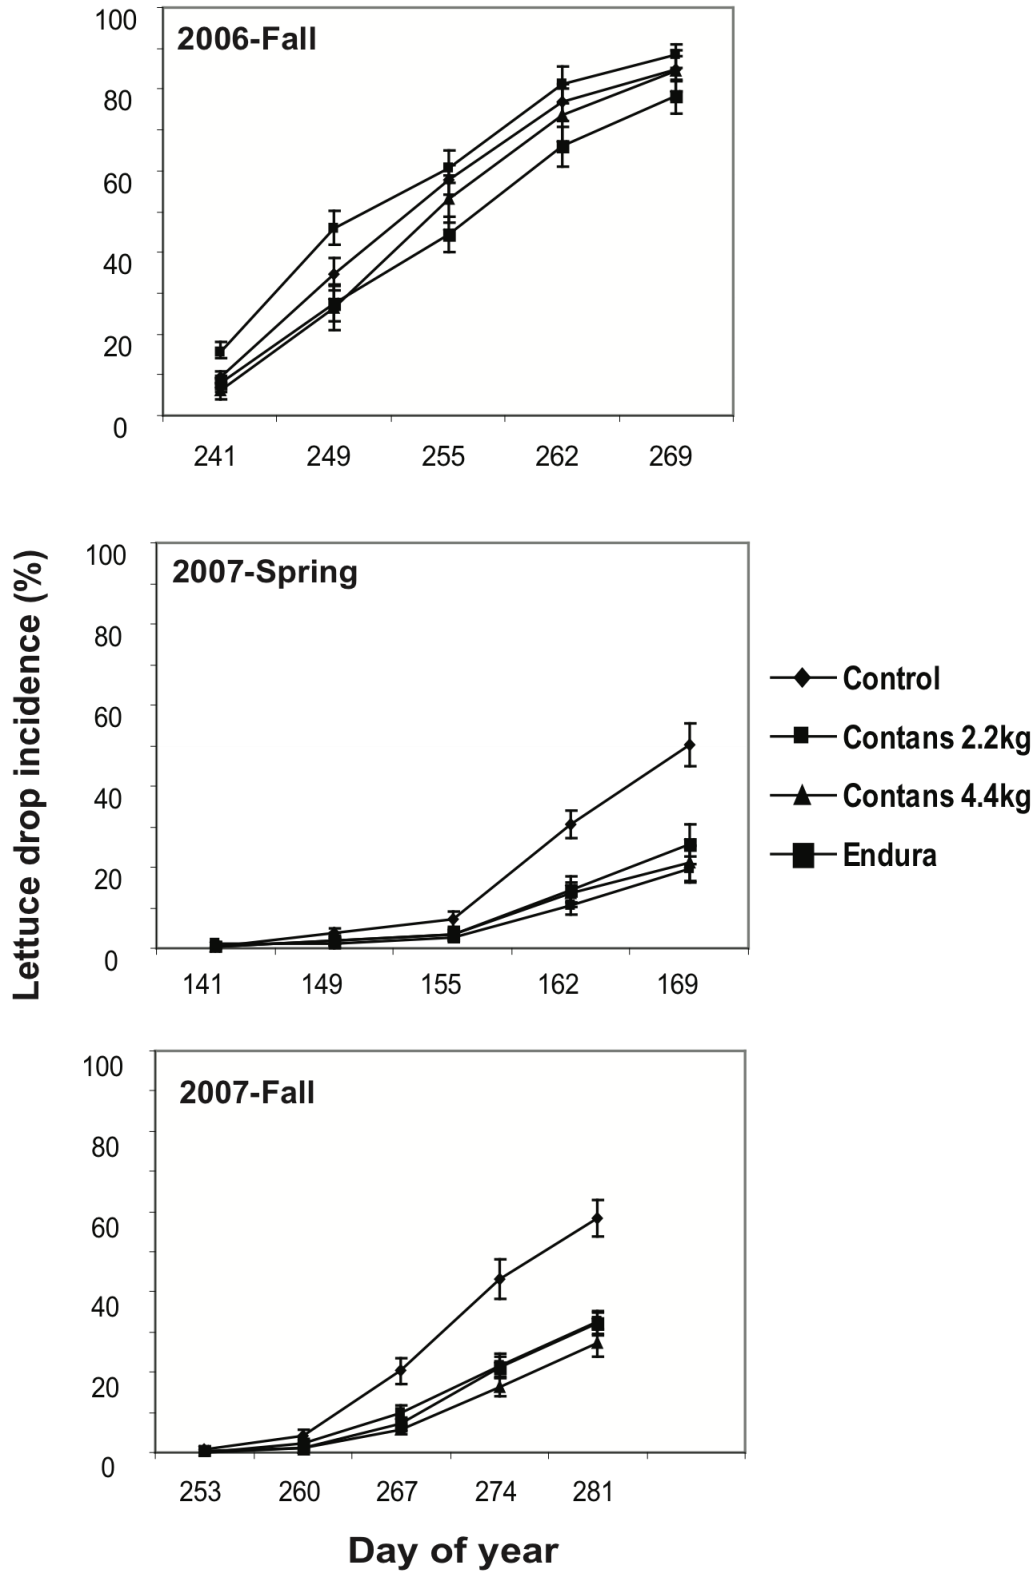 2006-Fall
100
80
60
40
20
0
241 249 255 262 269
Lettuce drop incidence (%)
2007-Spring
100
80
60
40
20
0
141 149 155 162 169
Control
Contans 2.2kg
Contans 4.4kg
Endura
2007-Fall
100
80
60
40
20
0
253 260 267 274 281
Day of year